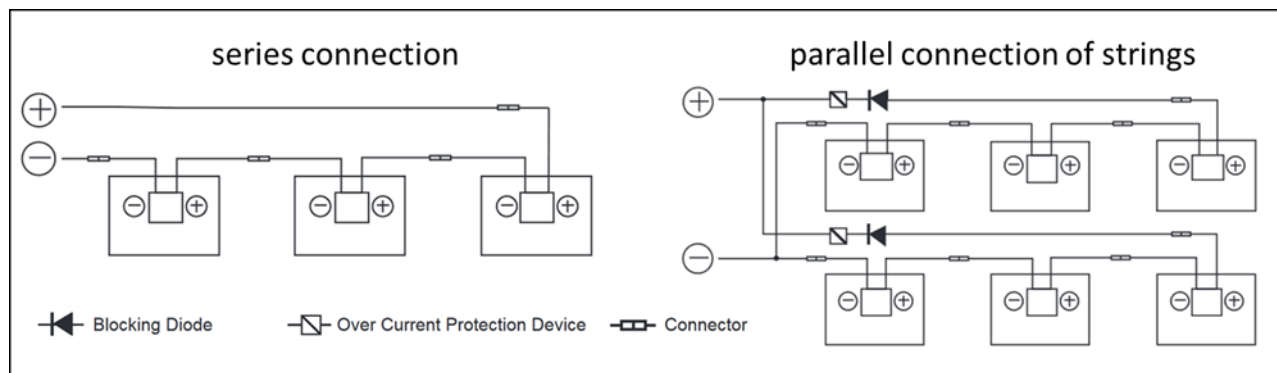 series connection
parallel connection of strings
Blocking Diode
Over Current Protection Device
Connector